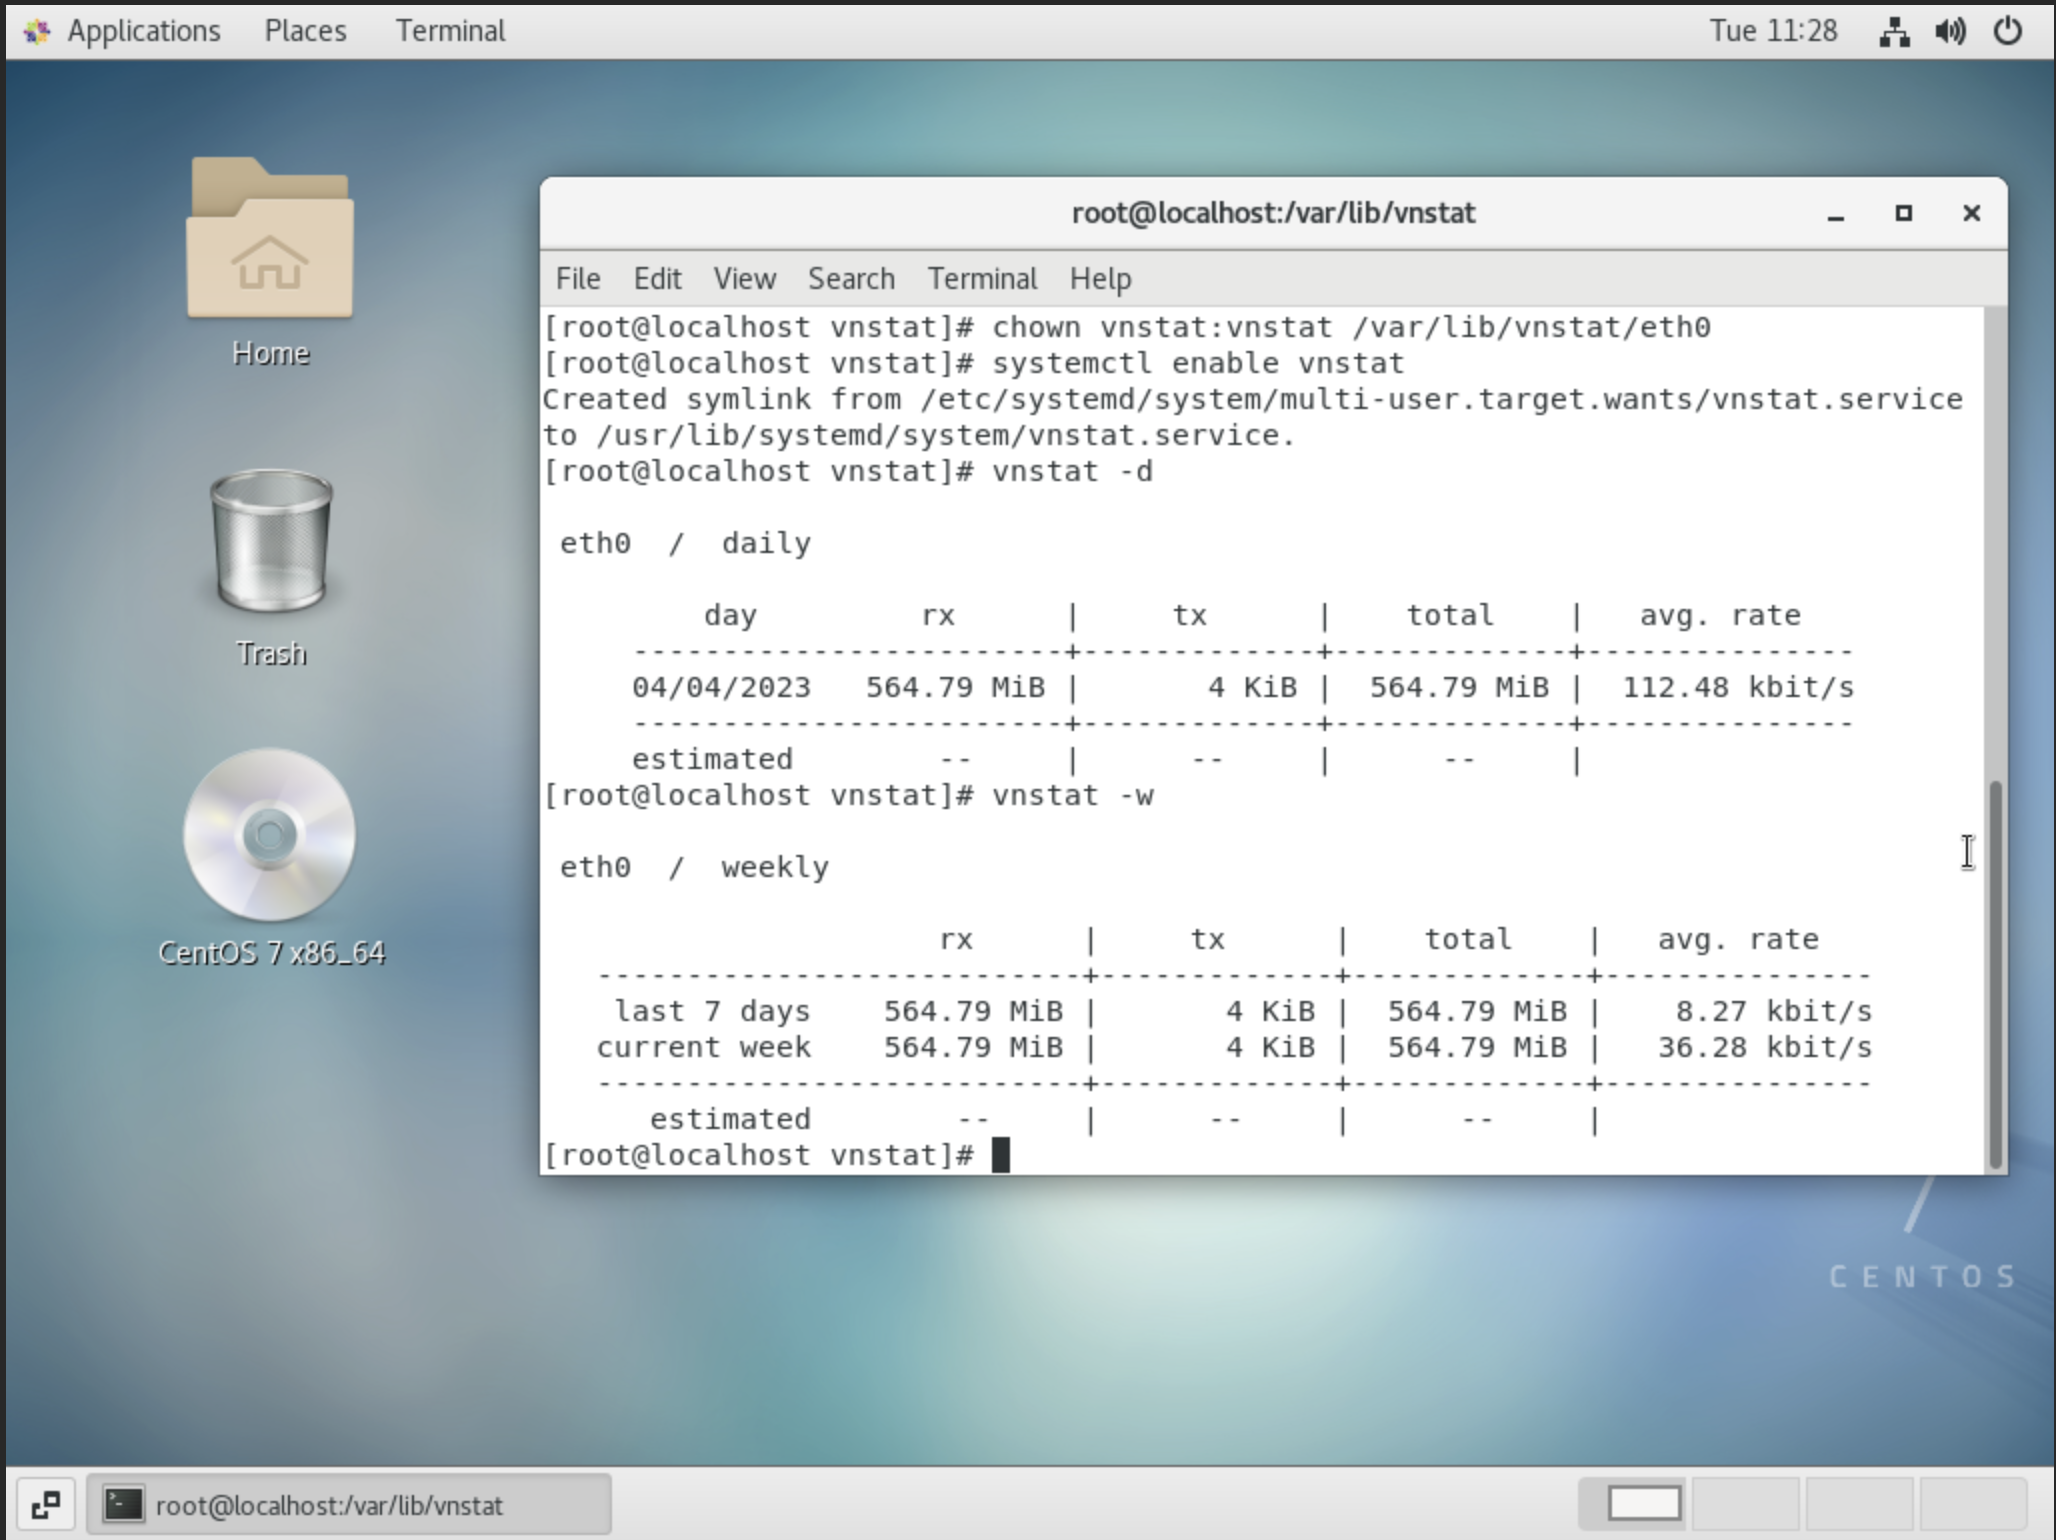 Applications Places Terminal Tue 11:28
Home
Trash
CentOS 7 x86_64
root@localhost:/var/lib/vnstat
File Edit View Search Terminal Help
[root@localhost vnstat]# chown vnstat:vnstat /var/lib/vnstat/eth0
[root@localhost vnstat]# systemctl enable vnstat
Created symlink from /etc/systemd/system/multi-user.target.wants/vnstat.service
to /usr/lib/systemd/system/vnstat.service.
[root@localhost vnstat]# vnstat -d
eth0 / daily
day rx | tx | total | avg. rate
------------------------+-------------+-------------+---------------
04/04/2023 564.79 MiB | 4 KiB | 564.79 MiB | 112.48 kbit/s
------------------------+-------------+-------------+---------------
estimated -- | -- | -- |
[root@localhost vnstat]# vnstat -w
eth0 / weekly
rx | tx | total | avg. rate
---------------------------+-------------+-------------+---------------
last 7 days 564.79 MiB | 4 KiB | 564.79 MiB | 8.27 kbit/s
current week 564.79 MiB | 4 KiB | 564.79 MiB | 36.28 kbit/s
---------------------------+-------------+-------------+---------------
estimated -- | -- | -- |
[root@localhost vnstat]#
CENTOS
root@localhost:/var/lib/vnstat